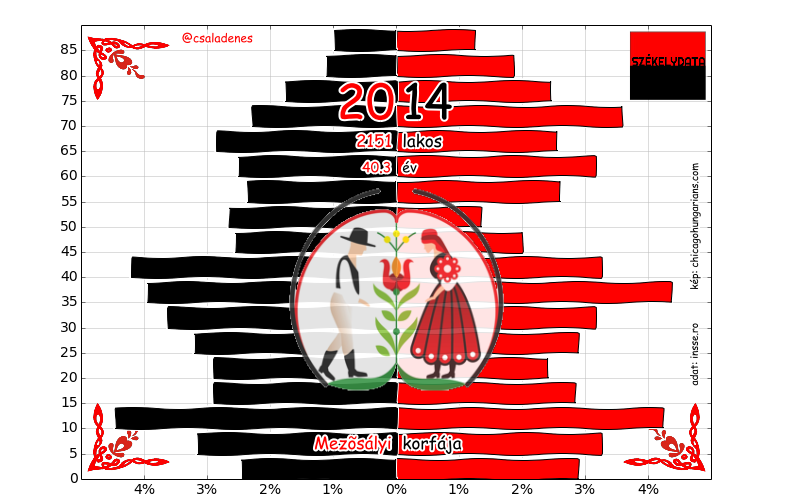 @csaladenes
SZÉKELYDATA
2014
2151 lakos
40.3 év
kép: chicagohungarians.com
adat: insse.ro
Mezősályi korfája
85
80
75
70
65
60
55
50
45
40
35
30
25
20
15
10
5
0
4% 3% 2% 1% 0% 1% 2% 3% 4%